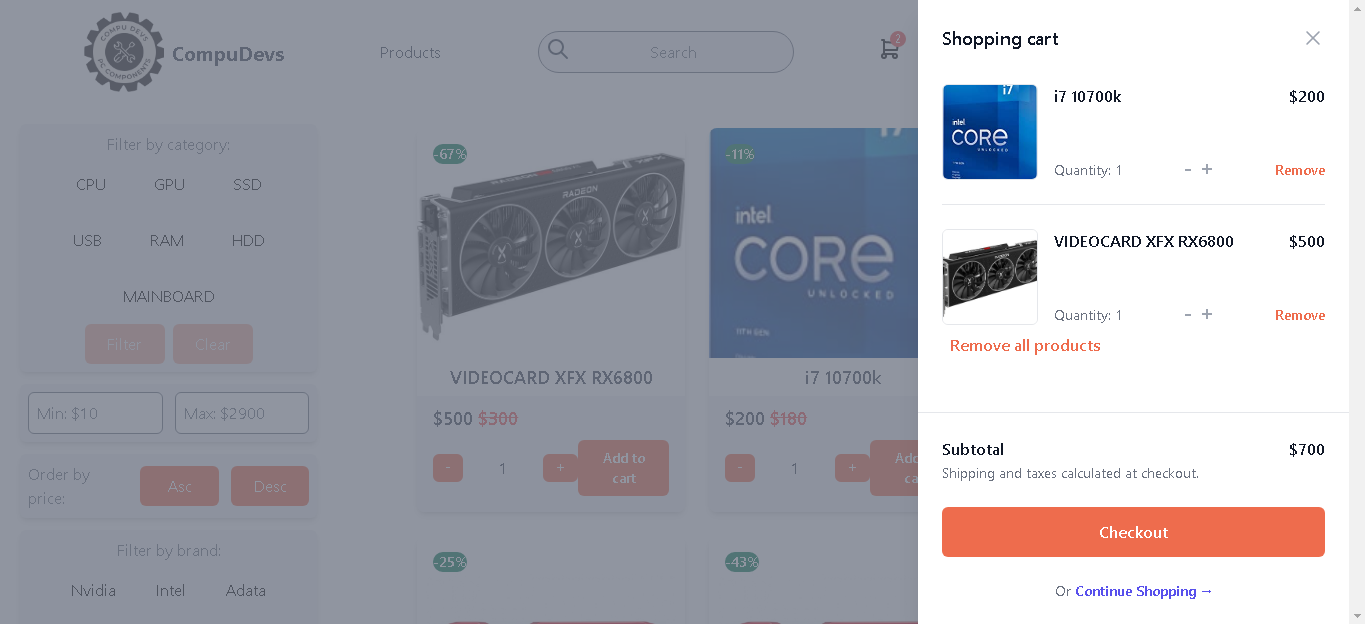 COMPU DEVS
PC COMPONENTS
CompuDevs
Products
Search
2
Filter by category:
CPU GPU SSD
USB RAM HDD
MAINBOARD
Filter Clear
Min: $10 Max: $2900
Order by
price:
Asc Desc
Filter by brand:
Nvidia Intel Adata
-67%
RADEON
VIDEOCARD XFX RX6800
$500 $300
- 1 +
Add to
cart
-11%
intel
CORE
UNLOCKED
11TH GEN
i7 10700k
$200 $180
- 1 +
-25%
-43%
Shopping cart
i7
intel
CORE
UNLOCKED
i7 10700k $200
Quantity: 1 - + Remove
VIDEOCARD XFX RX6800 $500
Quantity: 1 - + Remove
Remove all products
Subtotal $700
Shipping and taxes calculated at checkout.
Checkout
Or Continue Shopping →